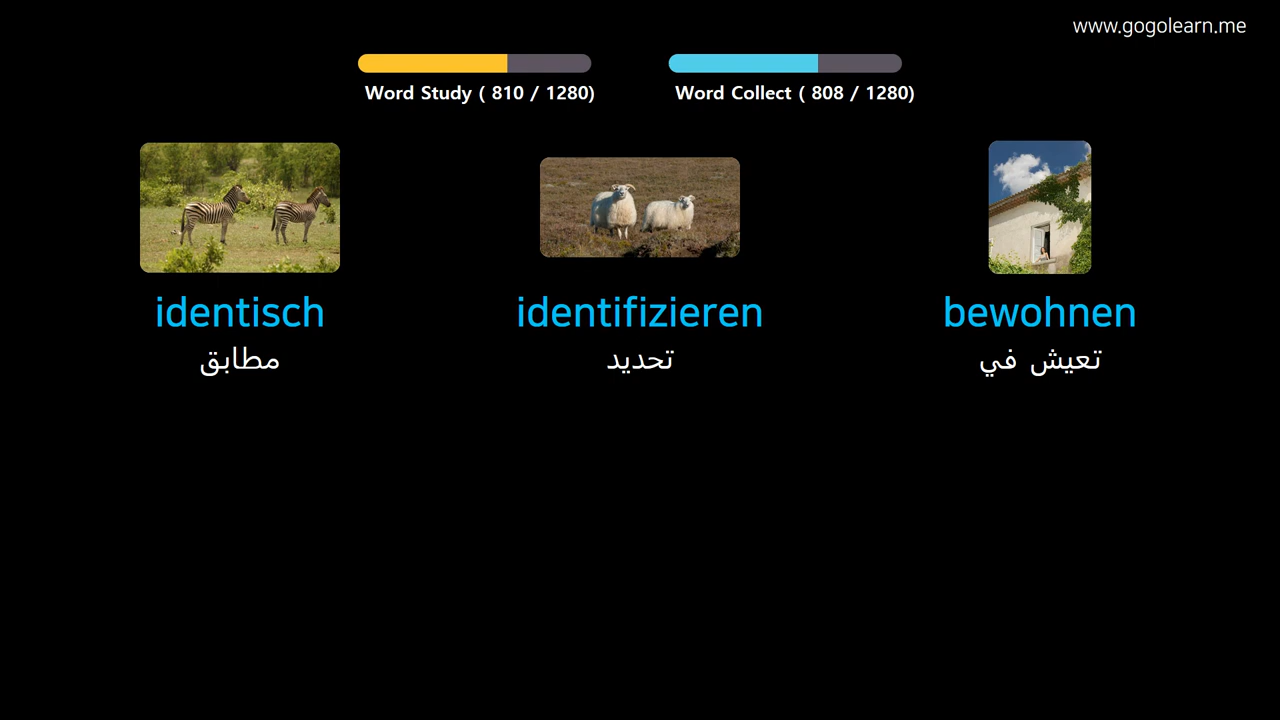 www.gogolearn.me
Word Study ( 810 / 1280)
Word Collect ( 808 / 1280)
identisch
مطابق
identifizieren
تحديد
bewohnen
تعيش في